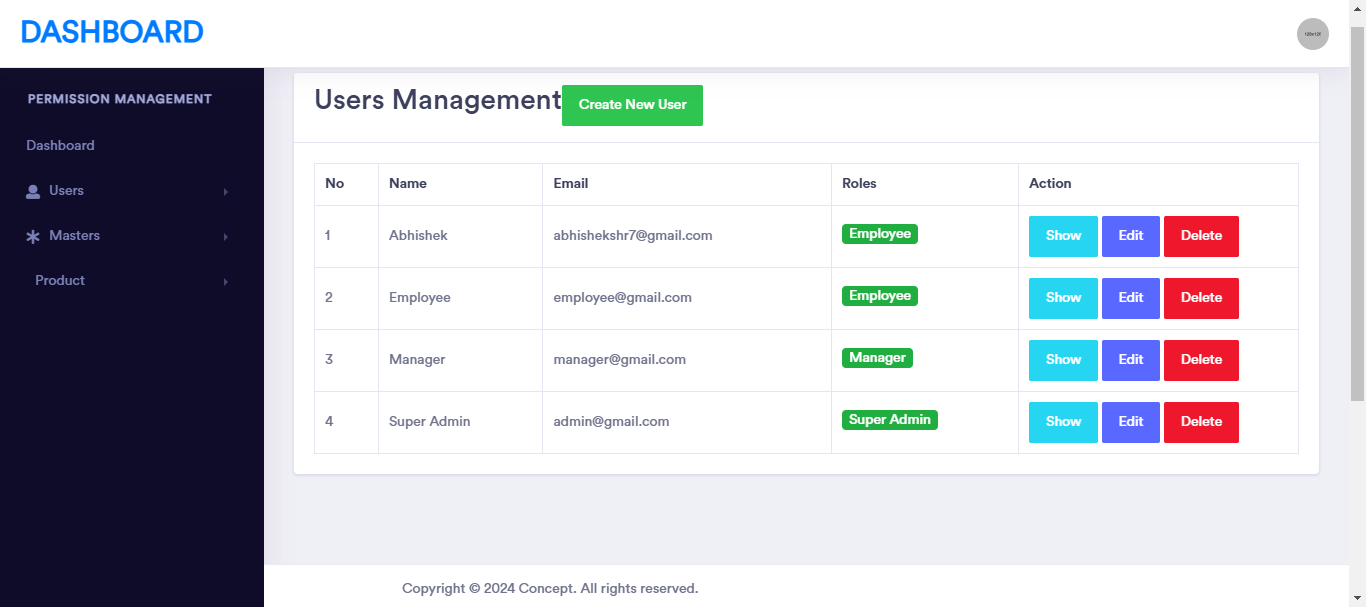 DASHBOARD
PERMISSION MANAGEMENT
Dashboard
Users
Masters
Product
Users Management Create New User
No Name Email Roles Action
1 Abhishek abhishekshr7@gmail.com Employee Show Edit Delete
2 Employee employee@gmail.com Employee Show Edit Delete
3 Manager manager@gmail.com Manager Show Edit Delete
4 Super Admin admin@gmail.com Super Admin Show Edit Delete
Copyright © 2024 Concept. All rights reserved.